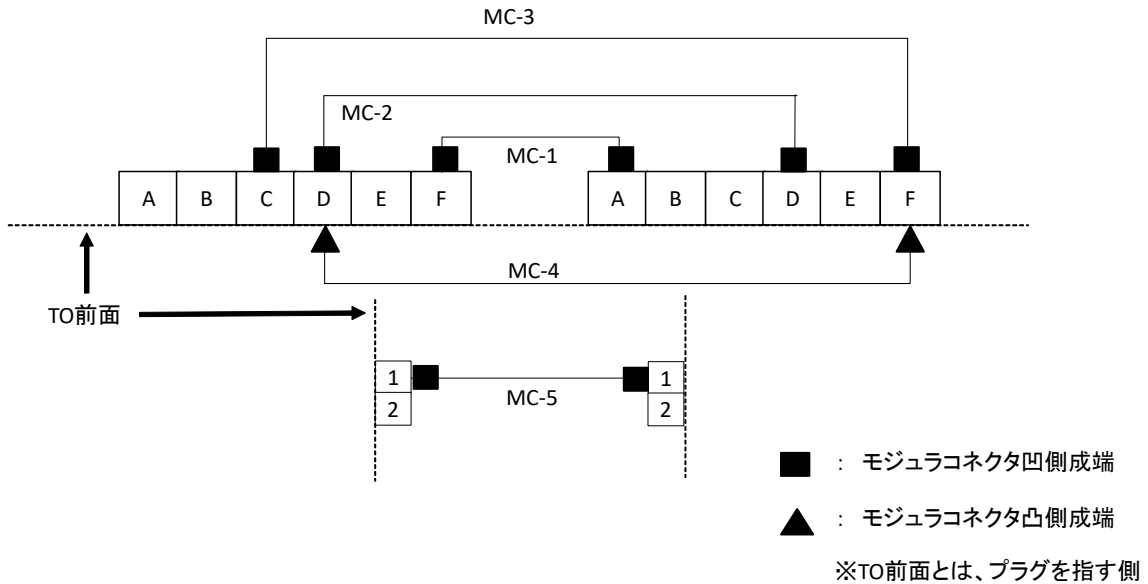 MC-3
MC-2
MC-1
A B C D E F
A B C D E F
MC-4
TO前面
1
2
MC-5
1
2
: モジュラコネクタ凹側成端
: モジュラコネクタ凸側成端
※TO前面とは、プラグを指す側